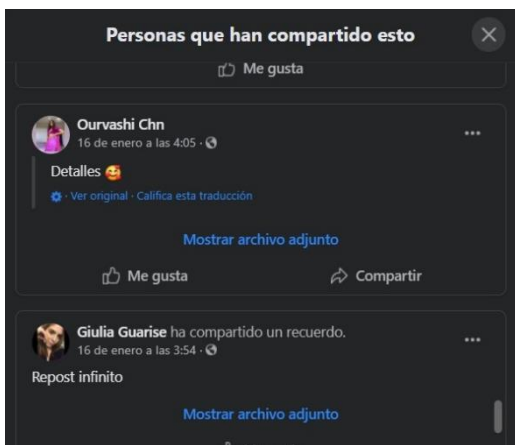 Personas que han compartido esto
Me gusta
Ourvashi Chn
16 de enero a las 4:05 ·
Detalles 🥰
· Ver original · Califica esta traducción
Mostrar archivo adjunto
Me gusta
Compartir
Giulia Guarise ha compartido un recuerdo.
16 de enero a las 3:54 ·
Repost infinito
Mostrar archivo adjunto